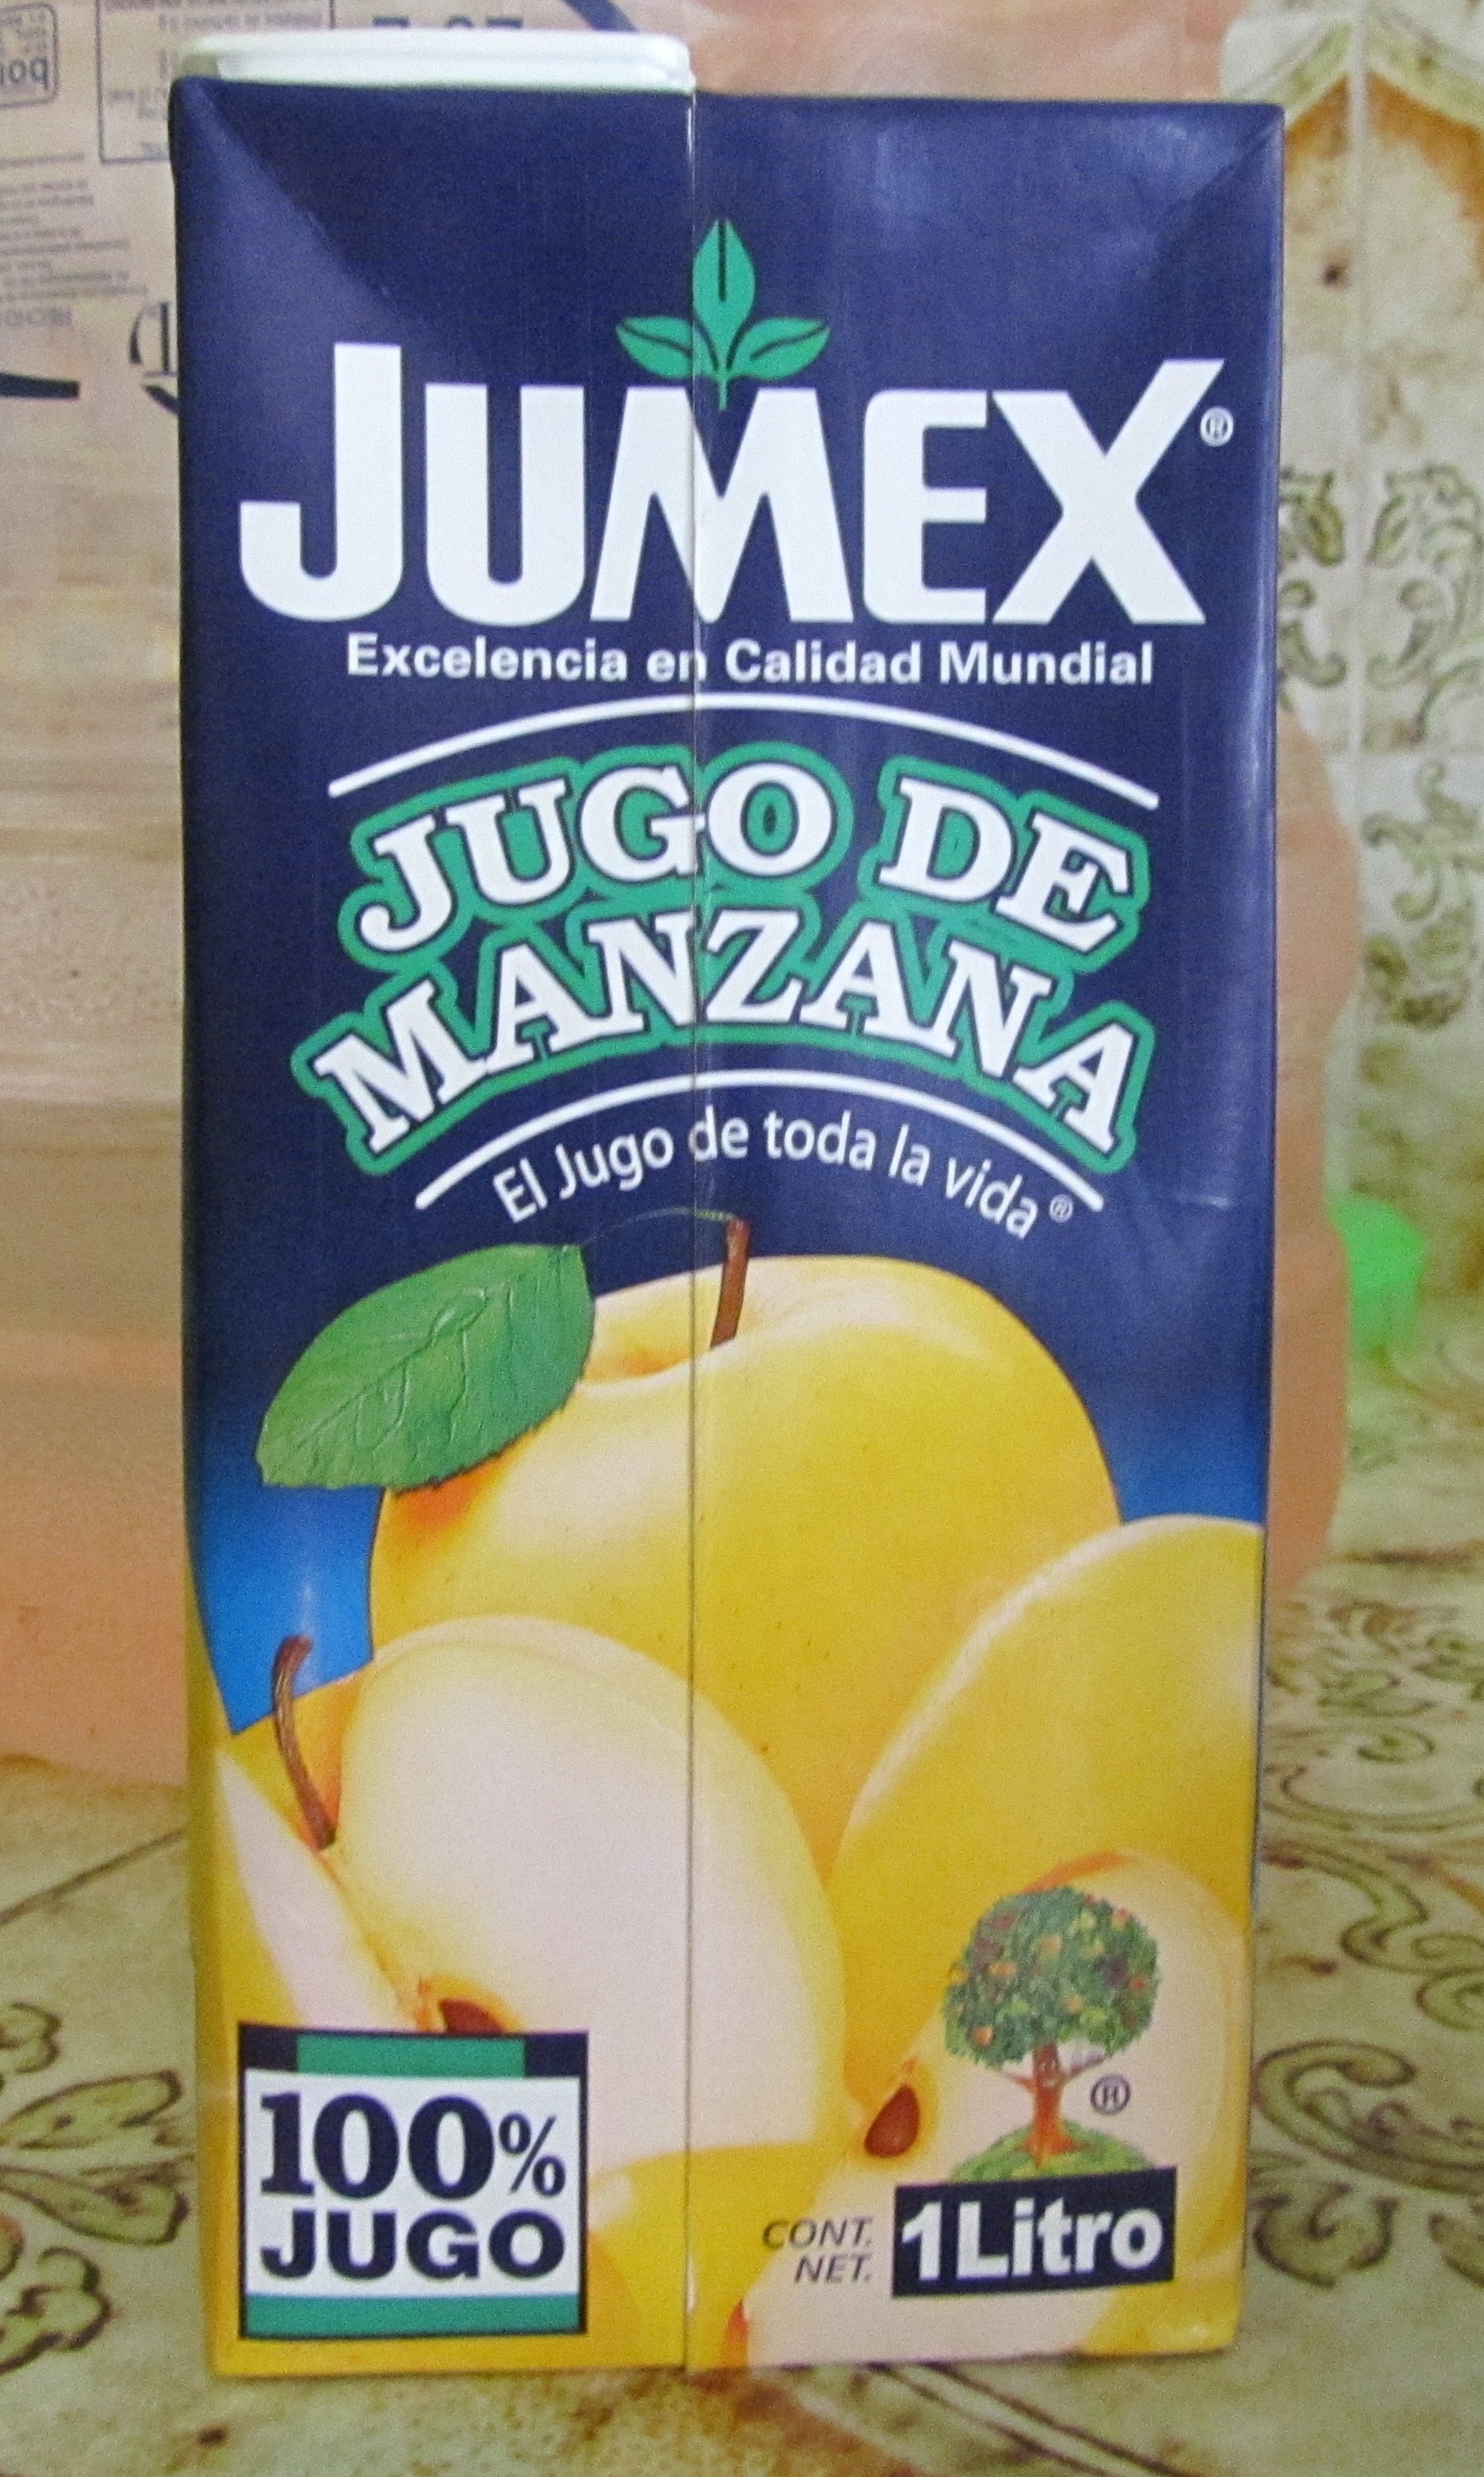 JUMEX®
Excelencia en Calidad Mundial
JUGO DE
MANZANA
El Jugo de toda la vida®
®
100%
JUGO
CONT.
NET.
1Litro